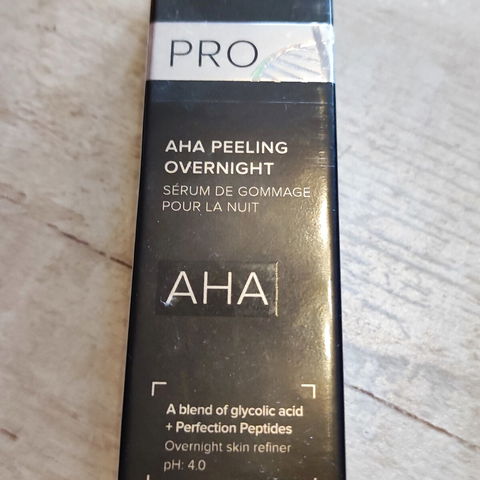 PRO
AHA PEELING
OVERNIGHT
SÉRUM DE GOMMAGE
POUR LA NUIT
AHA
A blend of glycolic acid
+ Perfection Peptides
Overnight skin refiner
pH: 4.0